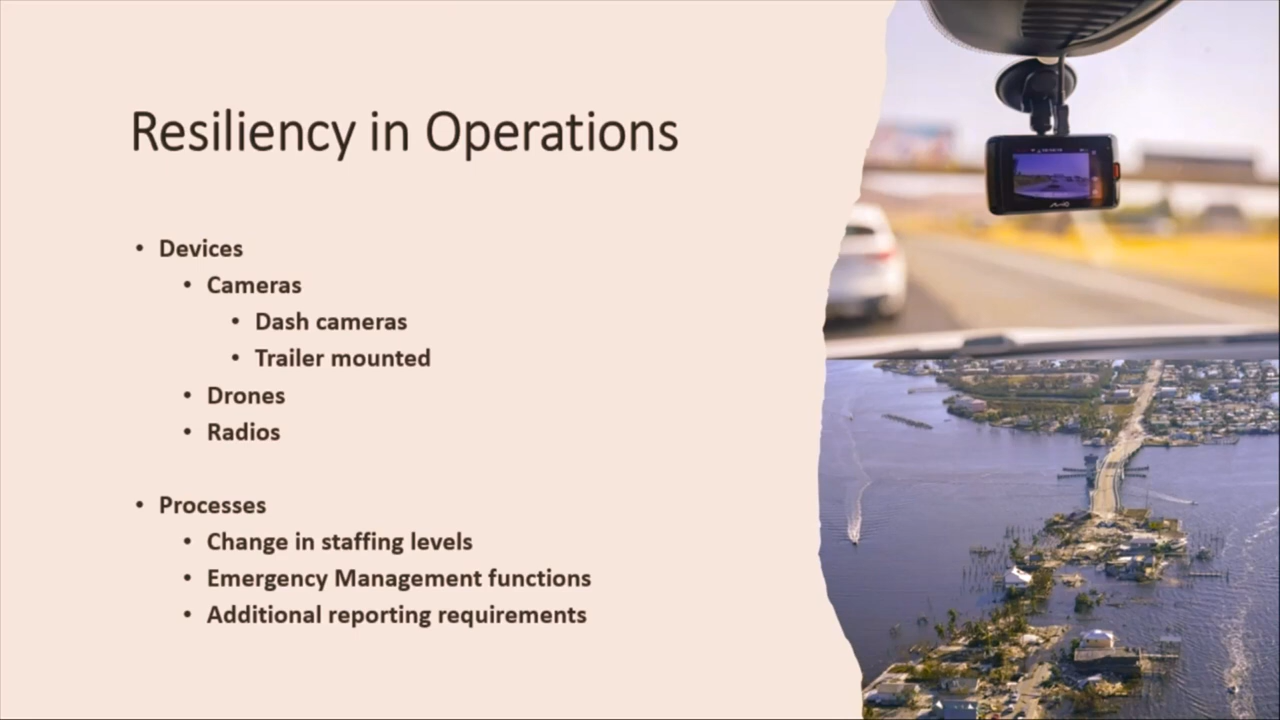 Resiliency in Operations
• Devices
• Cameras
• Dash cameras
• Trailer mounted
• Drones
• Radios
• Processes
• Change in staffing levels
• Emergency Management functions
• Additional reporting requirements